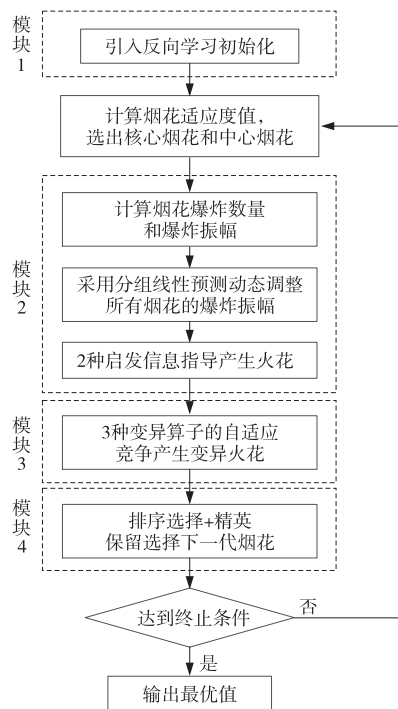 模块1
引入反向学习初始化
计算烟花适应度值,
选出核心烟花和中心烟花
模块2
计算烟花爆炸数量
和爆炸振幅
采用分组线性预测动态调整
所有烟花的爆炸振幅
2种启发信息指导产生火花
模块3
3种变异算子的自适应
竞争产生变异火花
模块4
排序选择+精英
保留选择下一代烟花
达到终止条件
否
是
输出最优值